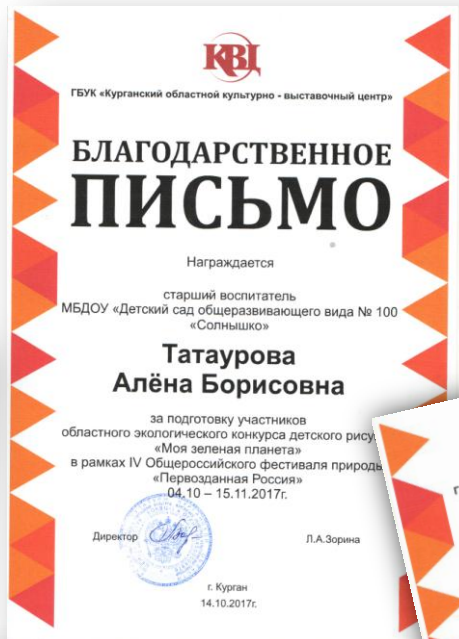 КВЦ
ГБУК «Курганский областной культурно - выставочный центр»
БЛАГОДАРСТВЕННОЕ
ПИСЬМО
Награждается
старший воспитатель
МБДОУ «Детский сад общеразвивающего вида № 100
«Солнышко»
Татаурова
Алёна Борисовна
за подготовку участников
областного экологического конкурса детского
«Моя зеленая планета»
в рамках IV Общероссийского фестиваля природы
«Первозданная Россия»
04.10 – 15.11.2017г.
Директор Л.А.Зорина
г. Курган
14.10.2017г.